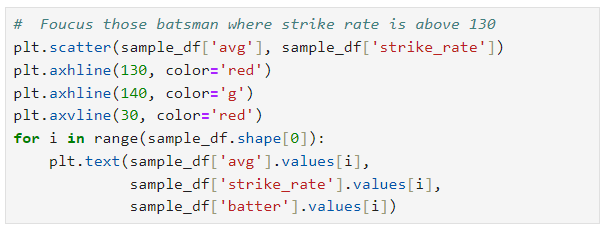 #  Foucus those batsman where strike rate is above 130
plt.scatter(sample_df['avg'], sample_df['strike_rate'])
plt.axhline(130, color='red')
plt.axhline(140, color='g')
plt.axvline(30, color='red')
for i in range(sample_df.shape[0]):
    plt.text(sample_df['avg'].values[i],
             sample_df['strike_rate'].values[i],
             sample_df['batter'].values[i])